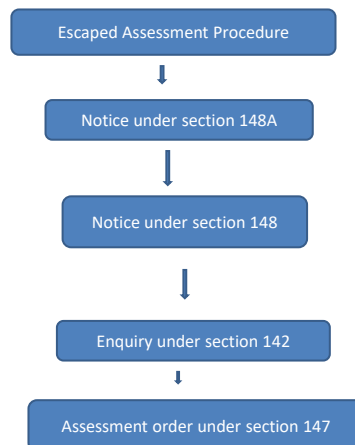 Escaped Assessment Procedure
Notice under section 148A
Notice under section 148
Enquiry under section 142
Assessment order under section 147